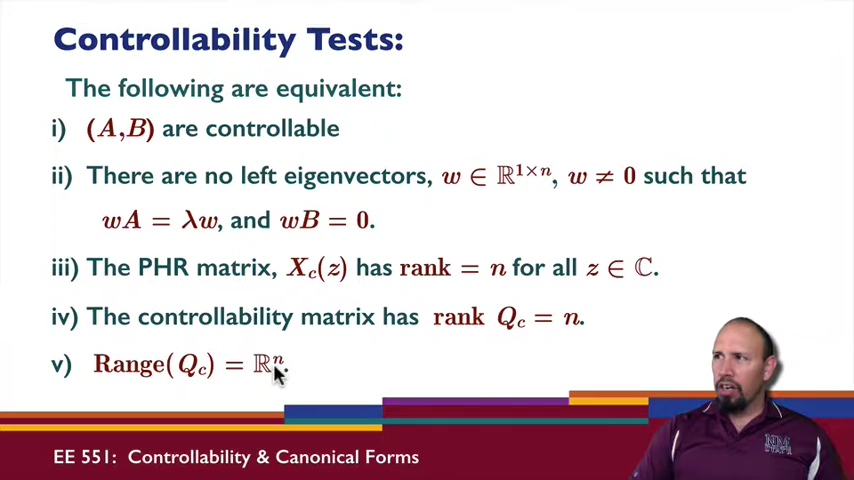 Controllability Tests:
The following are equivalent:
i) (A,B) are controllable
ii) There are no left eigenvectors, w ∈ ℝ^{1×n}, w ≠ 0 such that
wA = λw, and wB = 0.
iii) The PHR matrix, X_c(z) has rank = n for all z ∈ ℂ.
iv) The controllability matrix has rank Q_c = n.
v) Range(Q_c) = ℝ^n.
NM
STATE
EE 551: Controllability & Canonical Forms